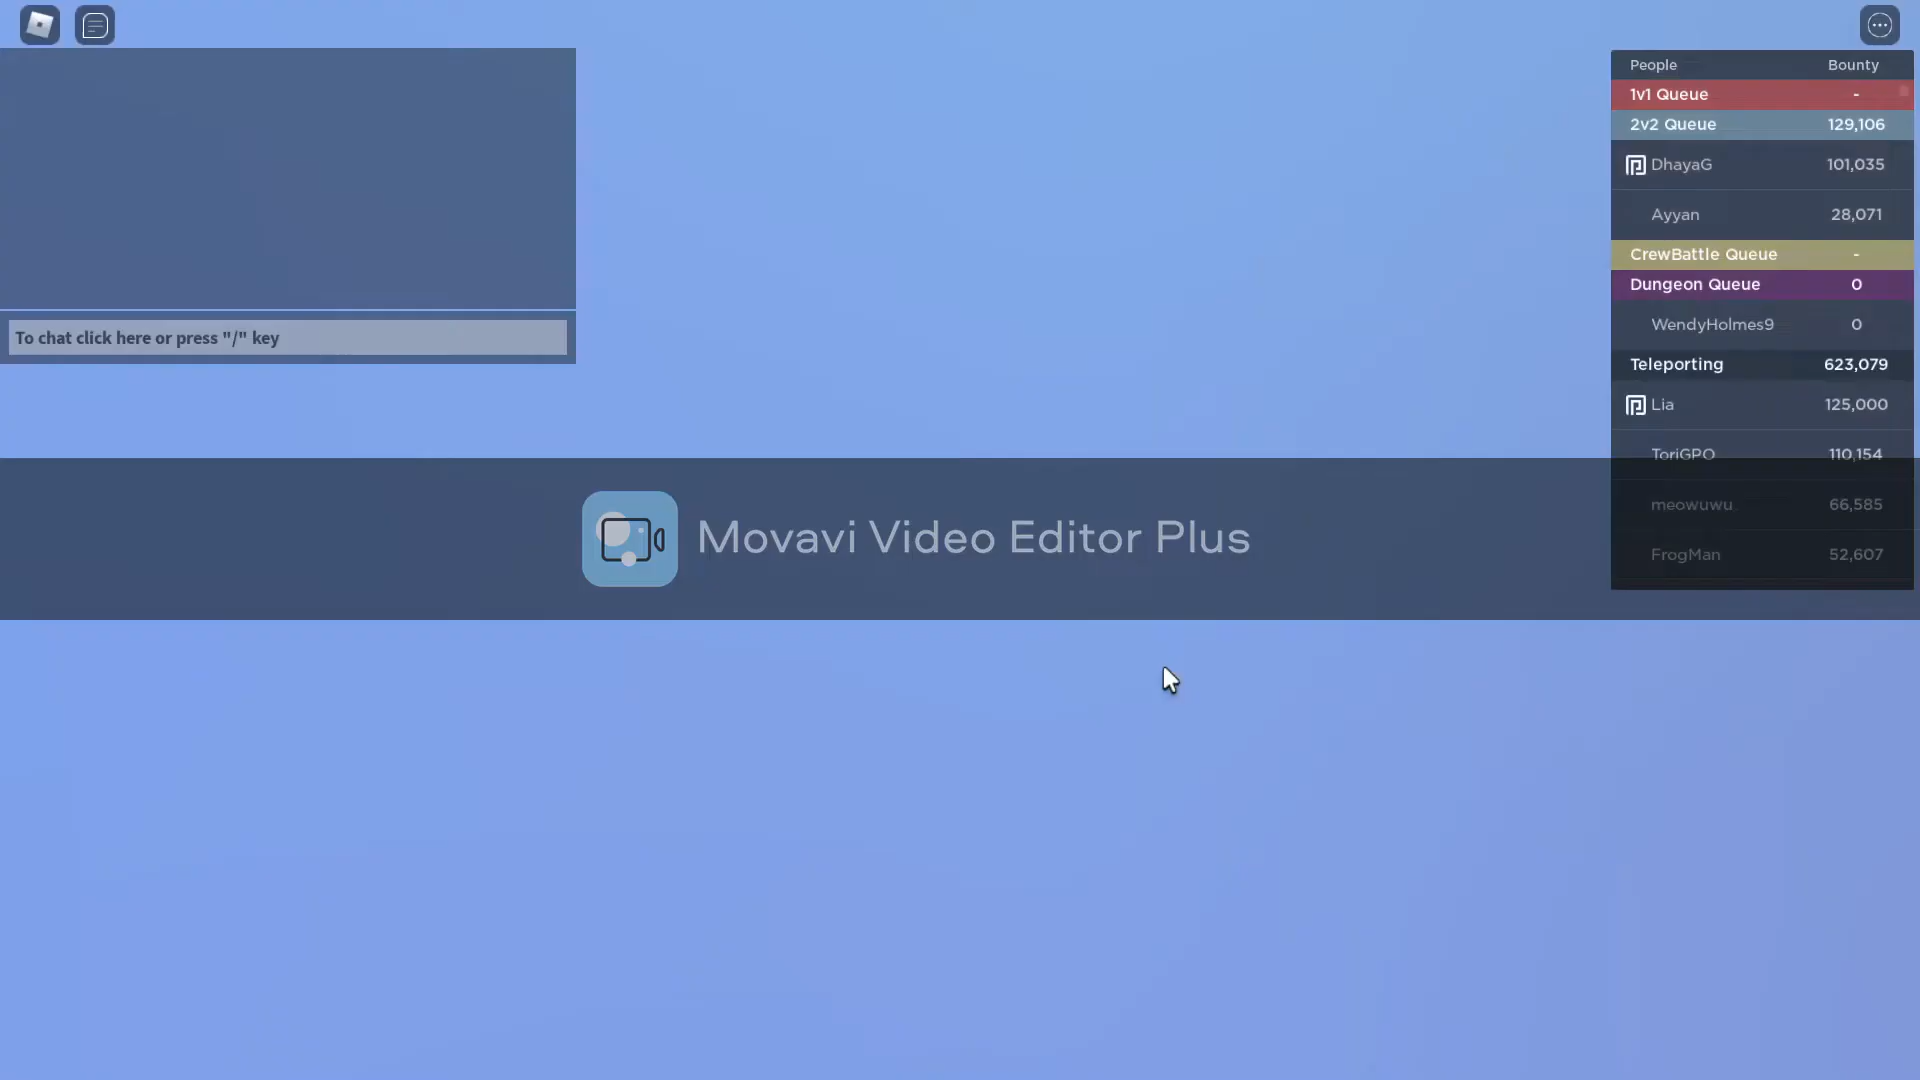 People Bounty
1v1 Queue -
2v2 Queue 129,106
DhayaG 101,035
Ayyan 28,071
CrewBattle Queue -
Dungeon Queue 0
WendyHolmes9 0
Teleporting 623,079
Lia 125,000
ToriGPO 110,154
meowuwu 66,585
FrogMan 52,607
To chat click here or press "/" key
Movavi Video Editor Plus